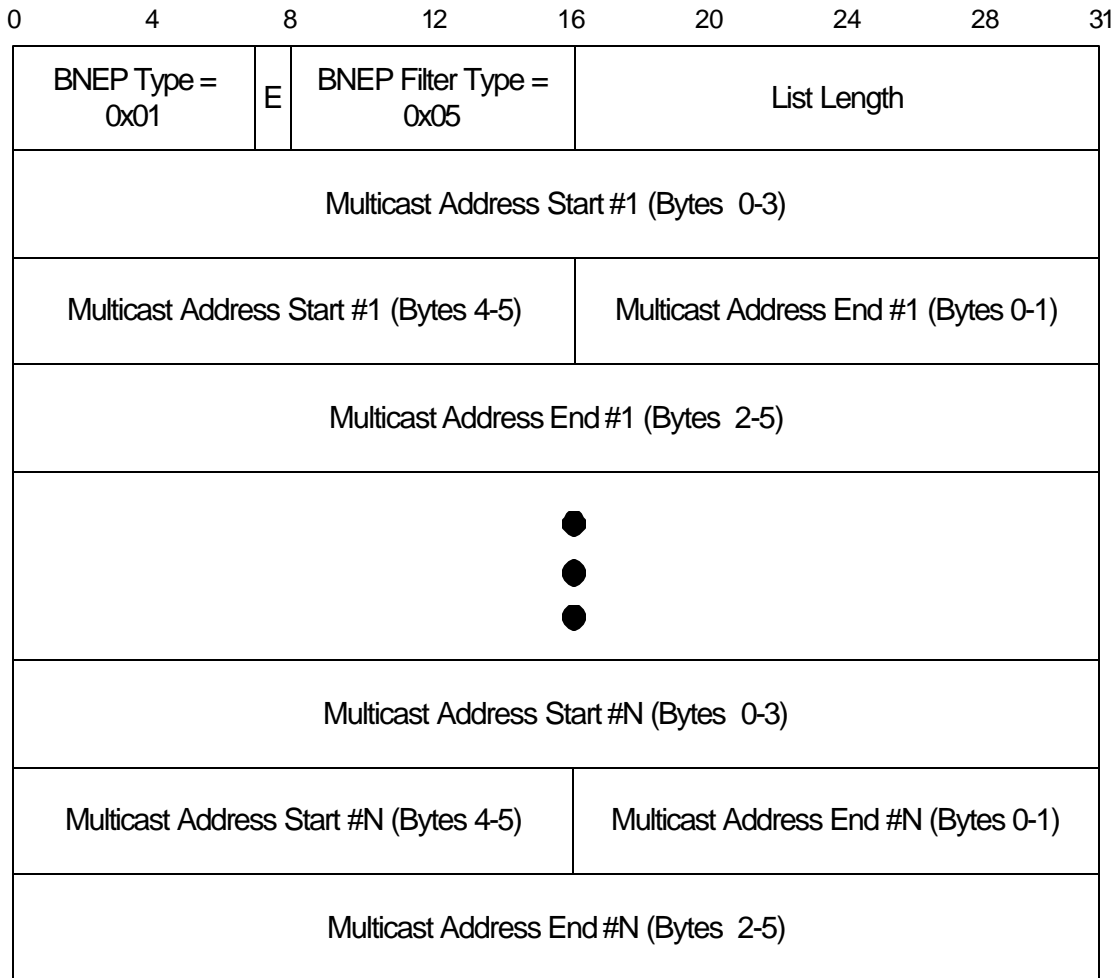 0 4 8 12 16 20 24 28 31
BNEP Type =
0x01
E
BNEP Filter Type =
0x05
List Length
Multicast Address Start #1 (Bytes 0-3)
Multicast Address Start #1 (Bytes 4-5)
Multicast Address End #1 (Bytes 0-1)
Multicast Address End #1 (Bytes 2-5)
Multicast Address Start #N (Bytes 0-3)
Multicast Address Start #N (Bytes 4-5)
Multicast Address End #N (Bytes 0-1)
Multicast Address End #N (Bytes 2-5)